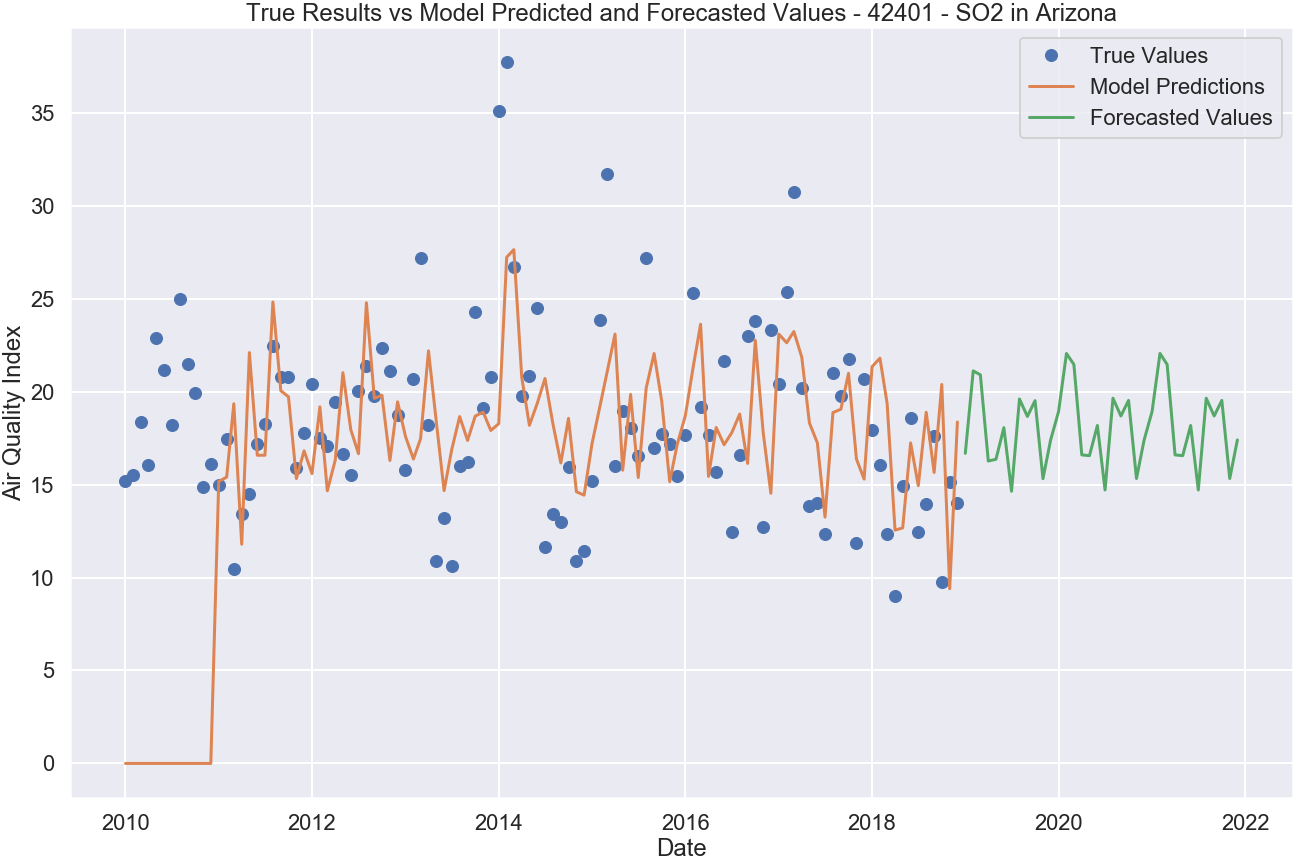 True Results vs Model Predicted and Forecasted Values - 42401 - SO2 in Arizona
True Values
Model Predictions
Forecasted Values
Air Quality Index
35
30
25
20
15
10
5
0
2010 2012 2014 2016 2018 2020 2022
Date